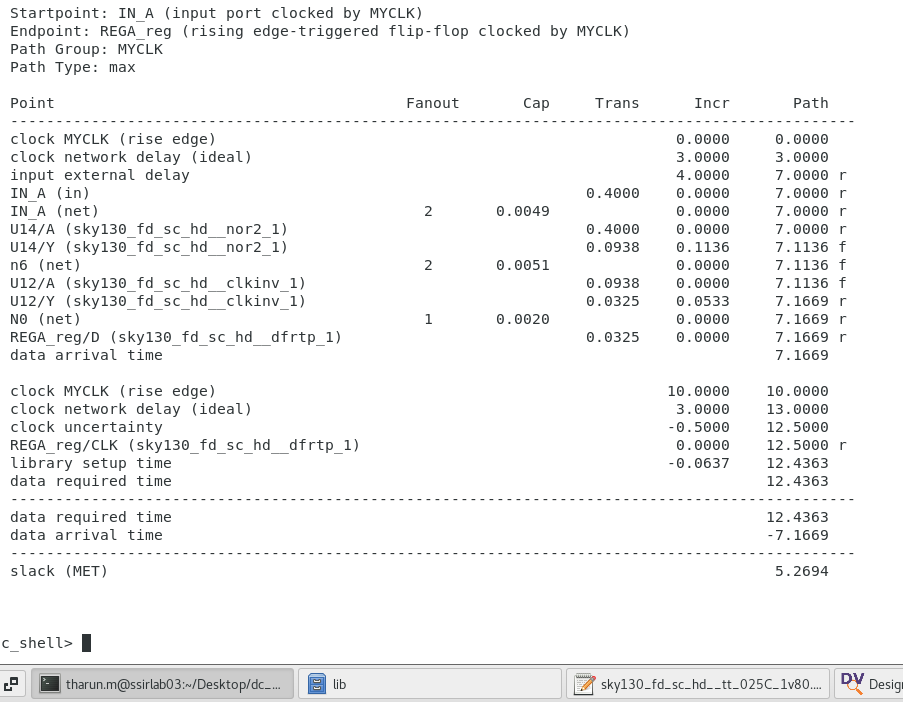 Startpoint: IN_A (input port clocked by MYCLK)
Endpoint: REGA_reg (rising edge-triggered flip-flop clocked by MYCLK)
Path Group: MYCLK
Path Type: max
Point Fanout Cap Trans Incr Path
-----------------------------------------------------------------------------------------------
clock MYCLK (rise edge) 0.0000 0.0000
clock network delay (ideal) 3.0000 3.0000
input external delay 4.0000 7.0000 r
IN_A (in) 0.4000 0.0000 7.0000 r
IN_A (net) 2 0.0049 0.0000 7.0000 r
U14/A (sky130_fd_sc_hd__nor2_1) 0.4000 0.0000 7.0000 r
U14/Y (sky130_fd_sc_hd__nor2_1) 0.0938 0.1136 7.1136 f
n6 (net) 2 0.0051 0.0000 7.1136 f
U12/A (sky130_fd_sc_hd__clkinv_1) 0.0938 0.0000 7.1136 f
U12/Y (sky130_fd_sc_hd__clkinv_1) 0.0325 0.0533 7.1669 r
N0 (net) 1 0.0020 0.0000 7.1669 r
REGA_reg/D (sky130_fd_sc_hd__dfrtp_1) 0.0325 0.0000 7.1669 r
data arrival time 7.1669
clock MYCLK (rise edge) 10.0000 10.0000
clock network delay (ideal) 3.0000 13.0000
clock uncertainty -0.5000 12.5000
REGA_reg/CLK (sky130_fd_sc_hd__dfrtp_1) 0.0000 12.5000 r
library setup time -0.0637 12.4363
data required time 12.4363
-----------------------------------------------------------------------------------------------
data required time 12.4363
data arrival time -7.1669
-----------------------------------------------------------------------------------------------
slack (MET) 5.2694
c_shell>
tharun.m@ssirlab03:~/Desktop/dc_... lib sky130_fd_sc_hd__tt_025C_1v80.... DV Desig